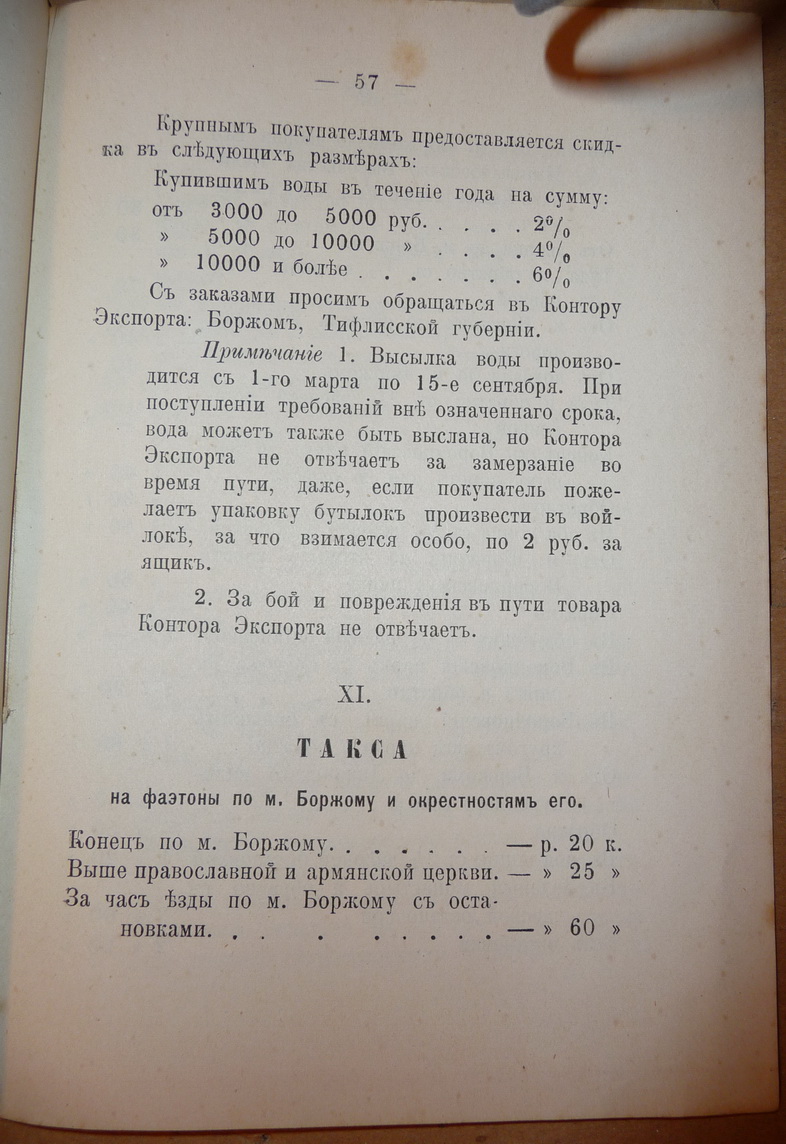 — 57 —
Крупнымъ покупателямъ предоставляется скид-
ка въ слѣдующихъ размѣрахъ:
Купившимъ воды въ теченіе года на сумму:
отъ 3000 до 5000 руб. . . . . 2%
» 5000 до 10000 » . . . . 4%
» 10000 и болѣе . . . . . . . 6%
Съ заказами просимъ обращаться въ Контору
Экспорта: Боржомъ, Тифлисской губерніи.
Примѣчаніе 1. Высылка воды произво-
дится съ 1-го марта по 15-е сентября. При
поступленіи требованій внѣ означеннаго срока,
вода можетъ также быть выслана, но Контора
Экспорта не отвѣчаетъ за замерзаніе во
время пути, даже, если покупатель поже-
лаетъ упаковку бутылокъ произвести въ вой-
локѣ, за что взимается особо, по 2 руб. за
ящикъ.
2. За бой и поврежденія въ пути товара
Контора Экспорта не отвѣчаетъ.
XI.
ТАКСА
на фаэтоны по м. Боржому и окрестностямъ его.
Конецъ по м. Боржому. . . . . . . — р. 20 к.
Выше православной и армянской церкви. — » 25 »
За часъ ѣзды по м. Боржому съ оста-
новками. . . . . . . . . . — » 60 »